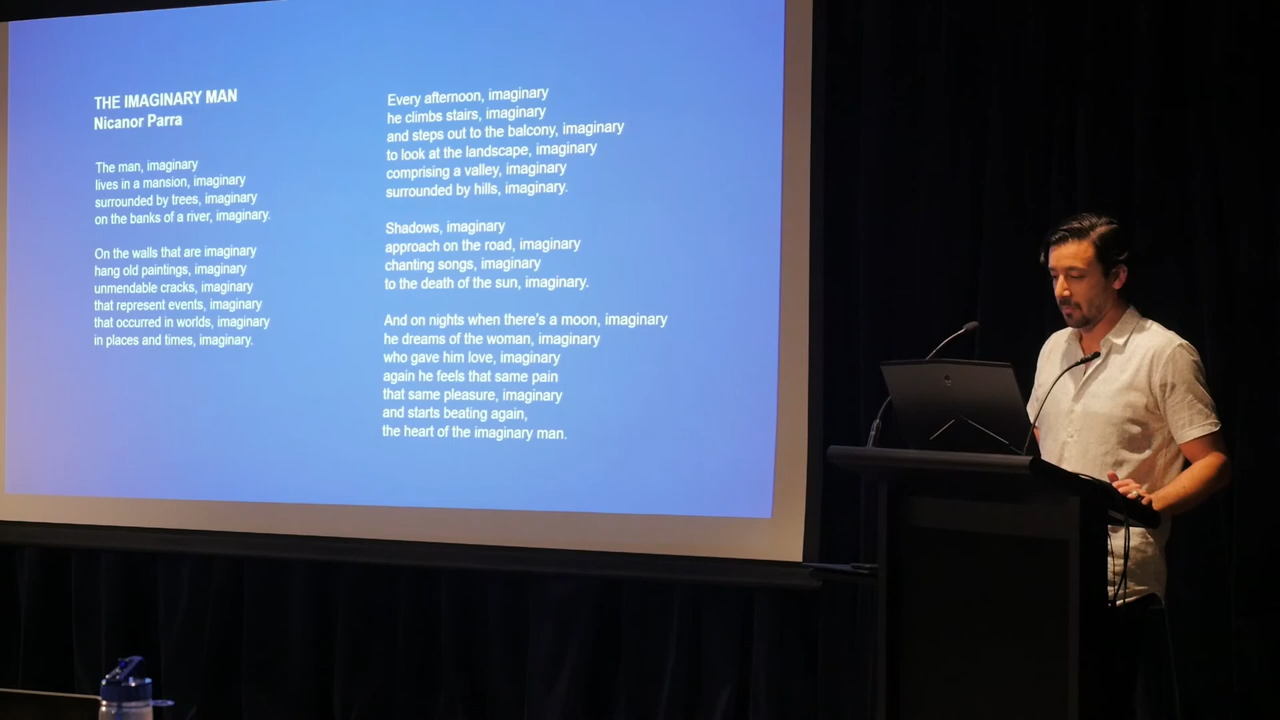 THE IMAGINARY MAN
Nicanor Parra
The man, imaginary
lives in a mansion, imaginary
surrounded by trees, imaginary
on the banks of a river, imaginary.
On the walls that are imaginary
hang old paintings, imaginary
unmendable cracks, imaginary
that represent events, imaginary
that occurred in worlds, imaginary
in places and times, imaginary.
Every afternoon, imaginary
he climbs stairs, imaginary
and steps out to the balcony, imaginary
to look at the landscape, imaginary
comprising a valley, imaginary
surrounded by hills, imaginary.
Shadows, imaginary
approach on the road, imaginary
chanting songs, imaginary
to the death of the sun, imaginary.
And on nights when there's a moon, imaginary
he dreams of the woman, imaginary
who gave him love, imaginary
again he feels that same pain
that same pleasure, imaginary
and starts beating again,
the heart of the imaginary man.